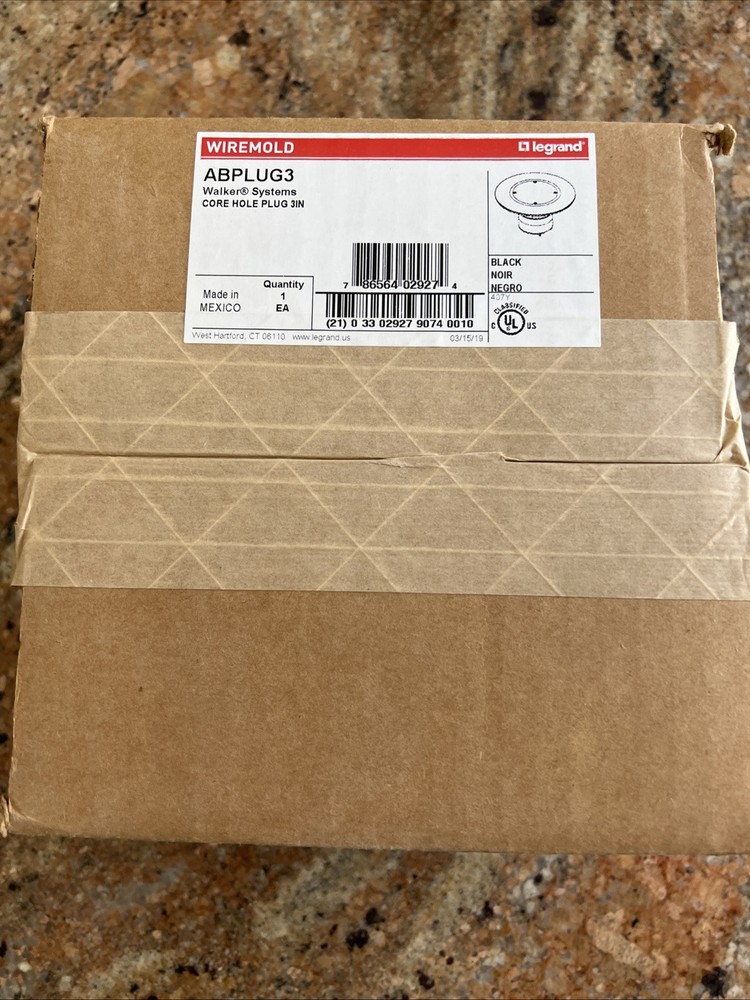 WIREMOLD
legrand®
ABPLUG3
Walker® Systems
CORE HOLE PLUG 3IN
BLACK
NOIR
NEGRO
437Y
7 86564 02927 4
Made in
MEXICO
Quantity
1
EA
(21) 0 33 02927 9074 0010
CLASSIFIED
C UL US
West Hartford, CT 06110 www.legrand.us
03/15/19